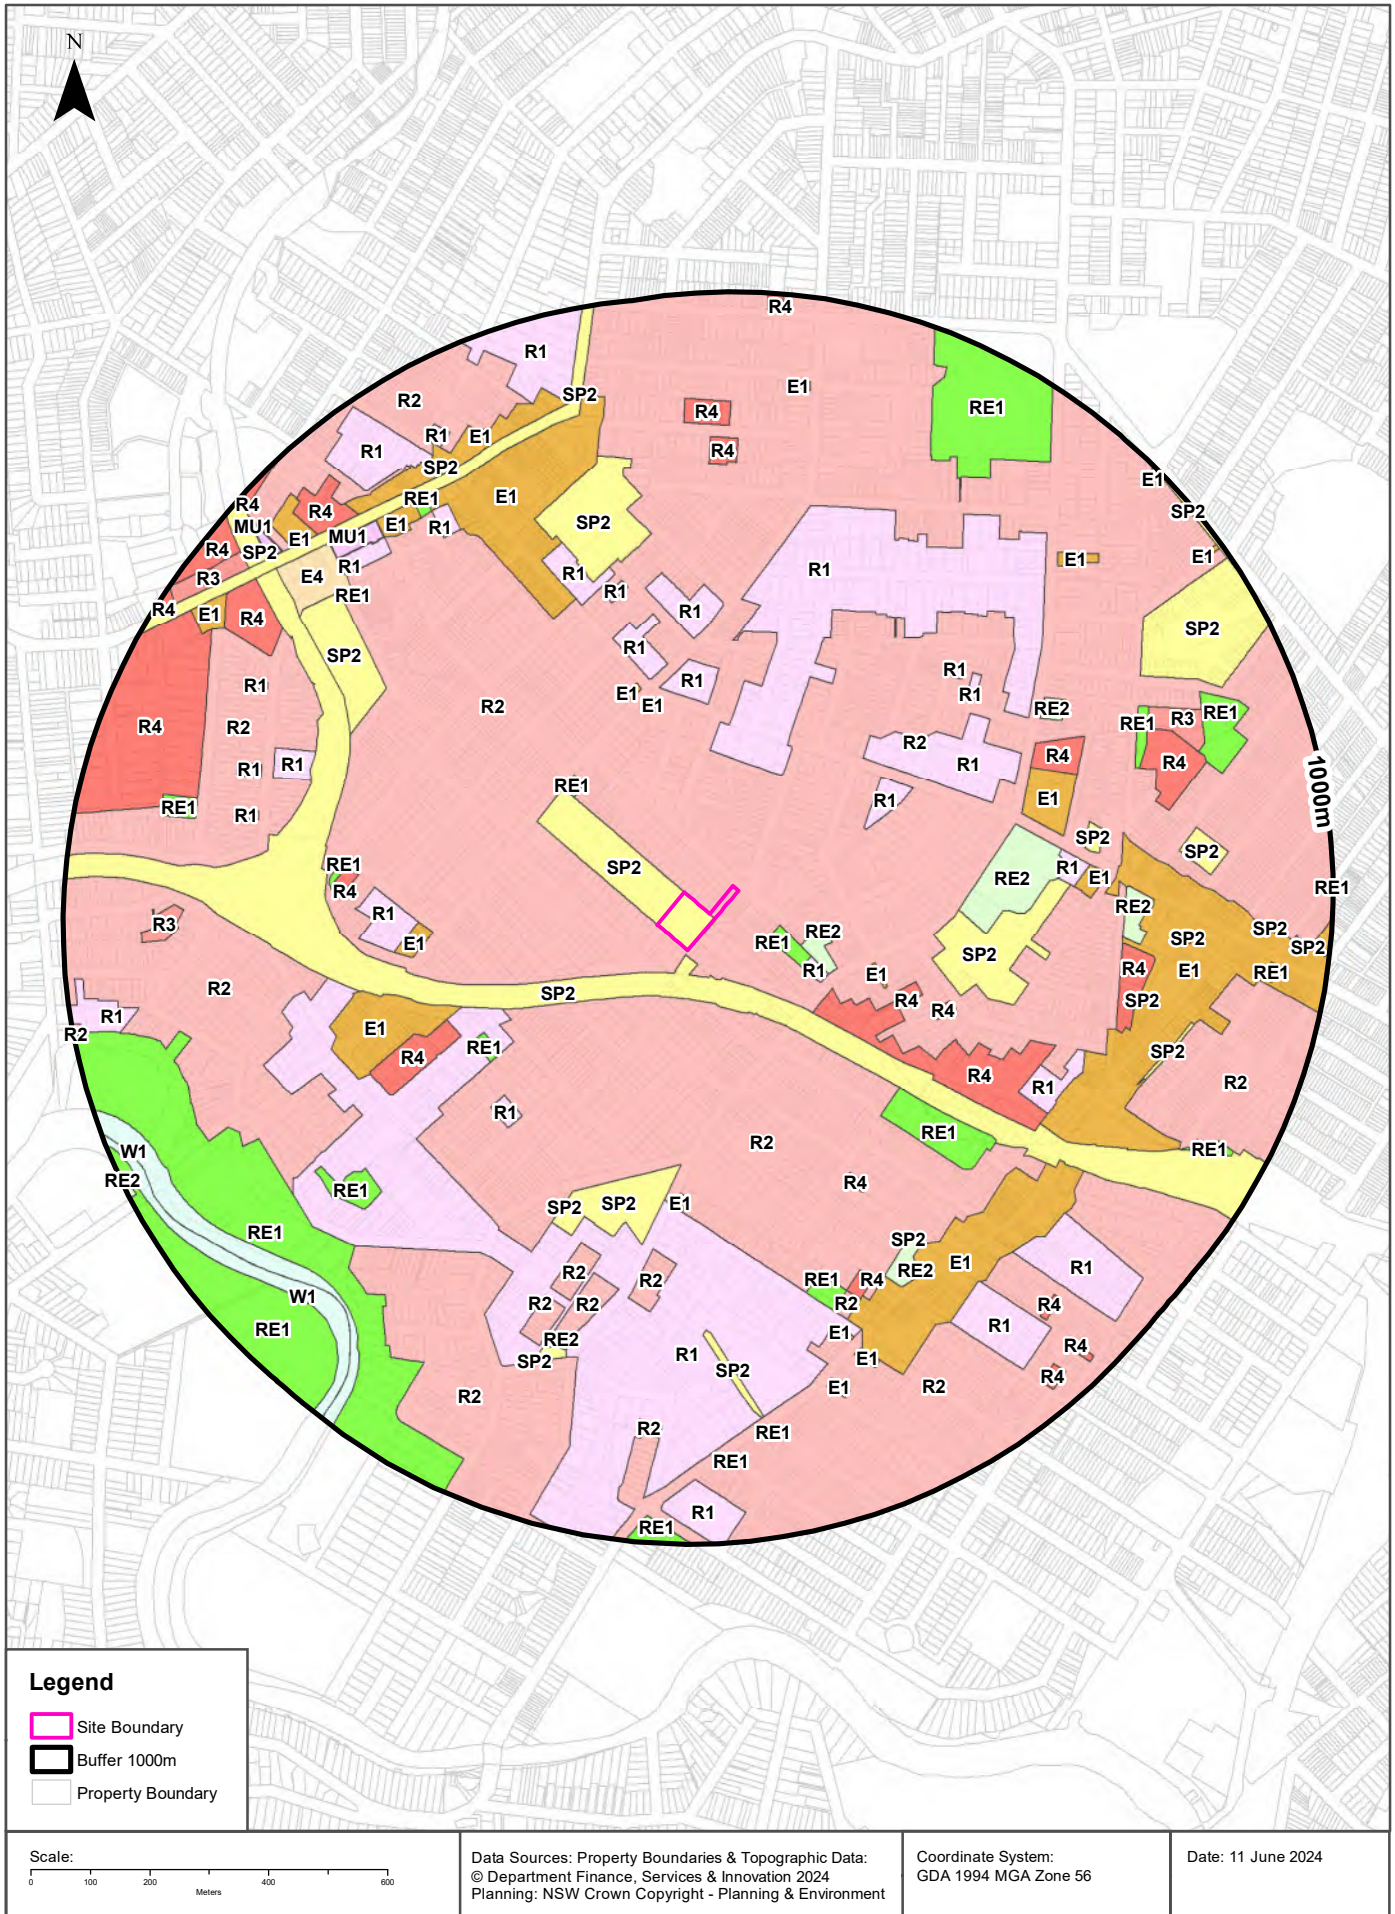 N
R4
R1
E1
R2
SP2
R4
RE1
R1
E1
R4
R1
SP2
E1
R4
RE1
E1
SP2
R4
MU1
E1
MU1
E1
R1
SP2
R4
SP2
E1
E1
R1
R1
R3
E4
R1
R1
RE1
R4
E1
R4
R1
SP2
R1
SP2
R1
R1
R1
R1
E1
E1
R2
RE2
RE1
R3
RE1
R4
R2
R2
R1
R1
R1
R4
R4
RE1
E1
R1
RE1
R1
1000m
SP2
SP2
RE1
R4
SP2
R1
E1
RE2
RE1
R3
R1
E1
RE2
SP2
SP2
SP2
RE1
RE2
R1
SP2
R4
E1
RE1
E1
R2
SP2
R4
R4
SP2
R1
R2
E1
RE1
R4
SP2
R4
R1
R2
R1
RE1
R2
RE1
W1
RE2
RE1
R4
SP2
SP2
E1
RE1
SP2
RE2
E1
R1
R2
R2
RE1
R4
W1
R2
R2
R2
R4
RE1
RE2
E1
R1
R4
SP2
R1
SP2
E1
E1
R4
R2
R2
R2
RE1
RE1
R1
RE1
Legend
Site Boundary
Buffer 1000m
Property Boundary
Scale:
0 100 200 400 600
Meters
Data Sources: Property Boundaries & Topographic Data:
© Department Finance, Services & Innovation 2024
Planning: NSW Crown Copyright - Planning & Environment
Coordinate System:
GDA 1994 MGA Zone 56
Date: 11 June 2024